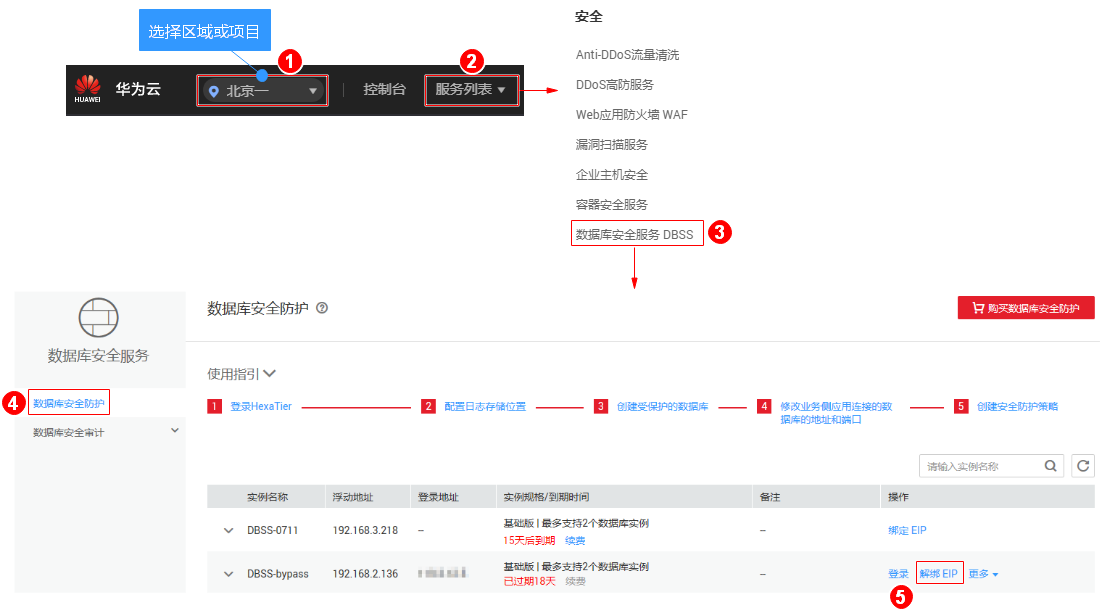 选择区域或项目
1
2
HUAWEI
华为云
北京一
控制台
服务列表
安全
Anti-DDoS流量清洗
DDoS高防服务
Web应用防火墙 WAF
漏洞扫描服务
企业主机安全
容器安全服务
数据库安全服务 DBSS
3
数据库安全服务
4
数据库安全防护
数据库安全审计
数据库安全防护 ?
购买数据库安全防护
使用指引
1 登录HexaTier
2 配置日志存储位置
3 创建受保护的数据库
4 修改业务侧应用连接的数
据库的地址和端口
5 创建安全防护策略
请输入实例名称
实例名称 浮动地址 登录地址 实例规格/到期时间 备注 操作
DBSS-0711 192.168.3.218 -- 基础版 | 最多支持2个数据库实例 -- 绑定 EIP
15天后到期 续费
DBSS-bypass 192.168.2.136 基础版 | 最多支持2个数据库实例 -- 登录 解绑 EIP 更多
已过期18天 续费
5